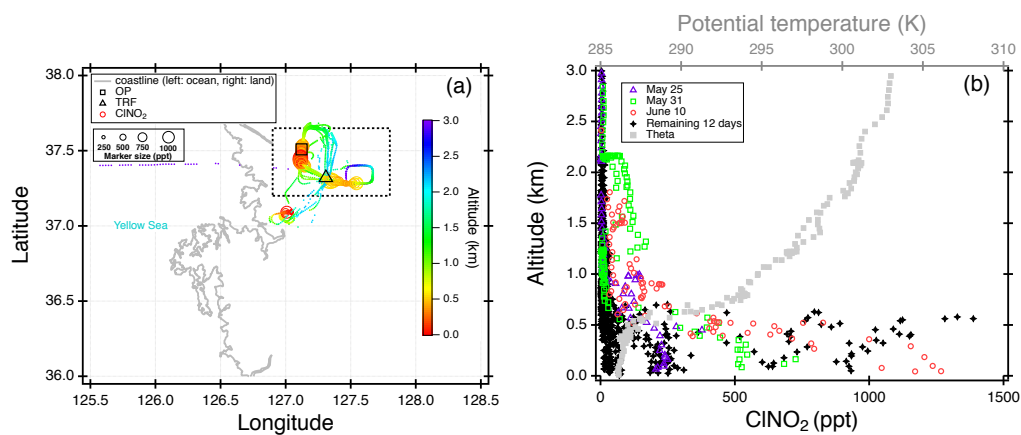 (a)
coastline (left: ocean, right: land)
OP
TRF
ClNO2
250 500 750 1000
Marker size (ppt)
Yellow Sea
38.0
37.5
37.0
36.5
36.0
Latitude
125.5 126.0 126.5 127.0 127.5 128.0 128.5
Longitude
3.0
2.5
2.0
1.5
1.0
0.5
0.0
Altitude (km)
Potential temperature (K)
285 290 295 300 305 310
(b)
May 25
May 31
June 10
Remaining 12 days
Theta
3.0
2.5
2.0
1.5
1.0
0.5
0.0
Altitude (km)
0 500 1000 1500
ClNO2 (ppt)